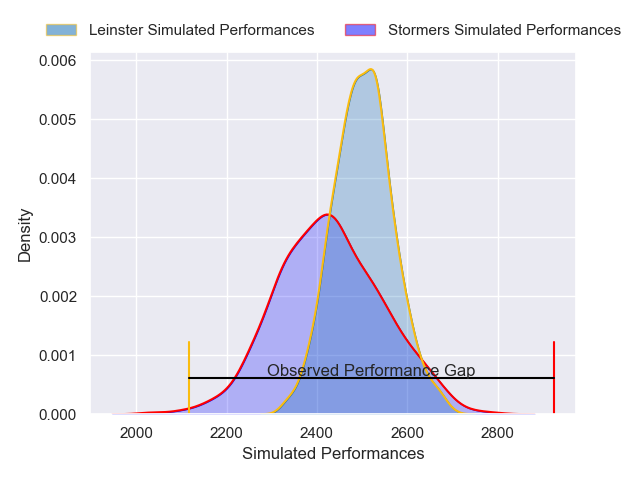 Leinster Simulated Performances
Stormers Simulated Performances
0.006
0.005
0.004
0.003
0.002
0.001
0.000
Density
Observed Performance Gap
2000
2200
2400
2600
2800
Simulated Performances